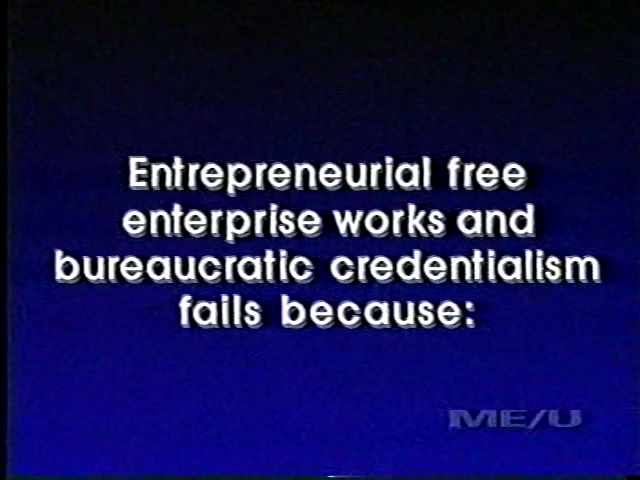 Entrepreneurial free
enterprise works and
bureaucratic credentialism
fails because:
ME/U